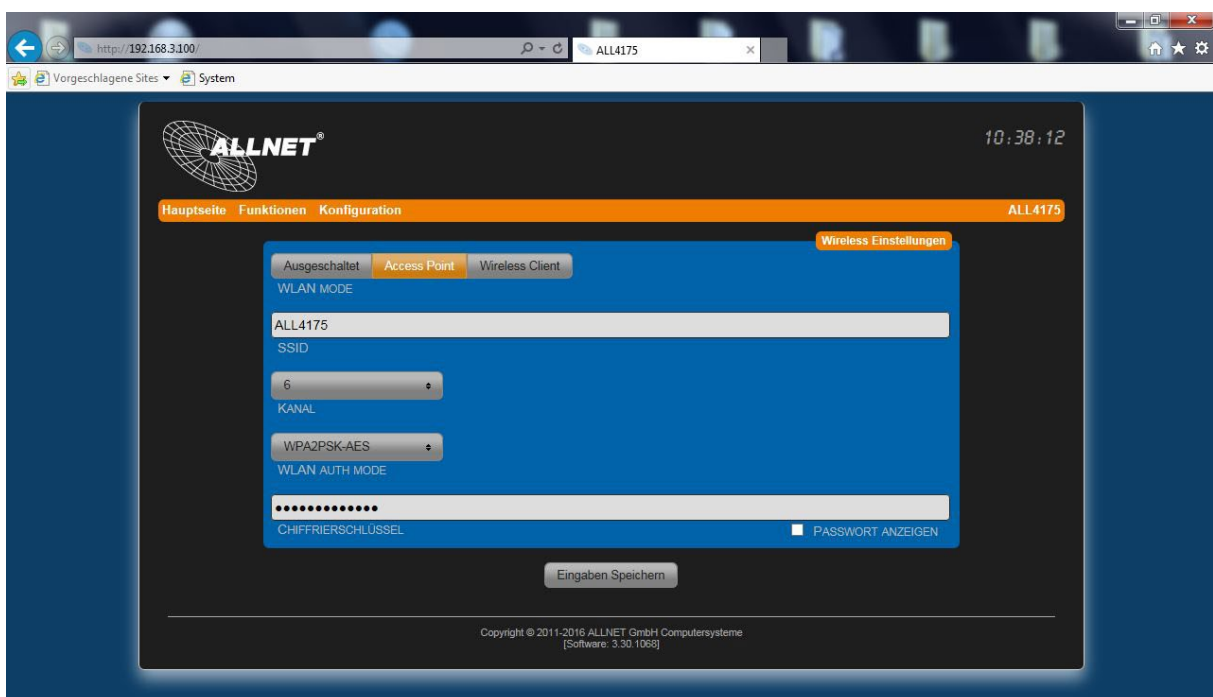 http://192.168.3.100/
ALL4175
Vorgeschlagene Sites System
ALLNET®
10:38:12
Hauptseite Funktionen Konfiguration ALL4175
Wireless Einstellungen
Ausgeschaltet Access Point Wireless Client
WLAN MODE
ALL4175
SSID
6
KANAL
WPA2PSK-AES
WLAN AUTH MODE
•••••••••••••
CHIFFRIERSCHLÜSSEL PASSWORT ANZEIGEN
Eingaben Speichern
Copyright © 2011-2016 ALLNET GmbH Computersysteme
[Software: 3.30.1068]